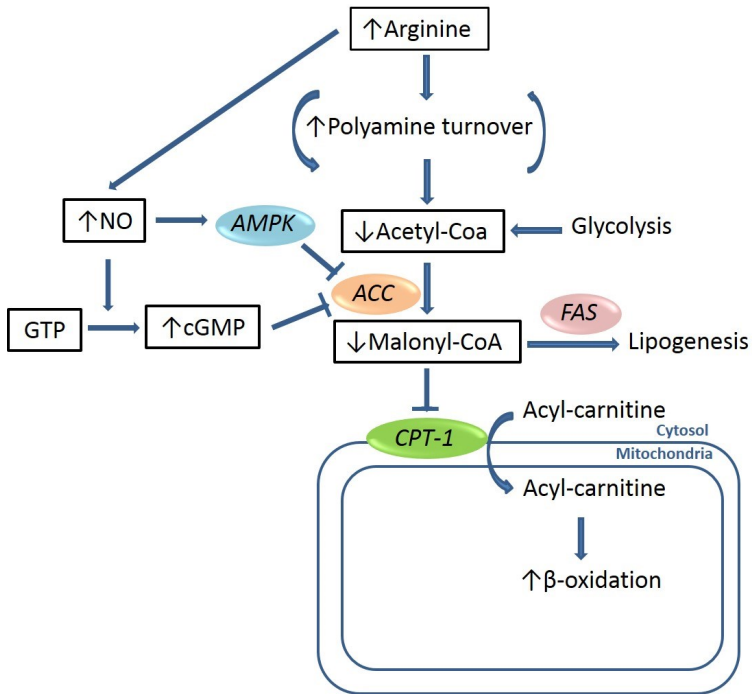 ↑Arginine
↑Polyamine turnover
↑NO
AMPK
↓Acetyl-Coa
Glycolysis
ACC
FAS
GTP
↑cGMP
↓Malonyl-CoA
Lipogenesis
CPT-1
Acyl-carnitine
Cytosol
Mitochondria
Acyl-carnitine
↑β-oxidation